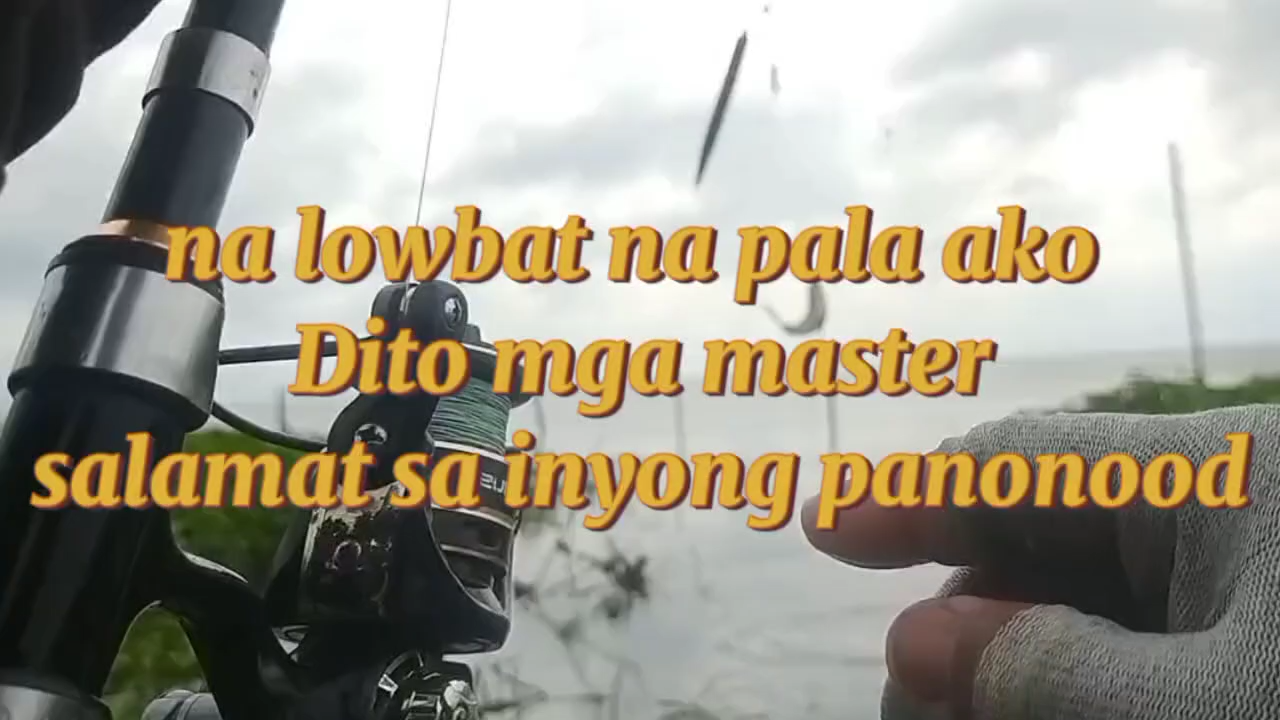 na lowbat na pala ako
Dito mga master
salamat sa inyong panonood